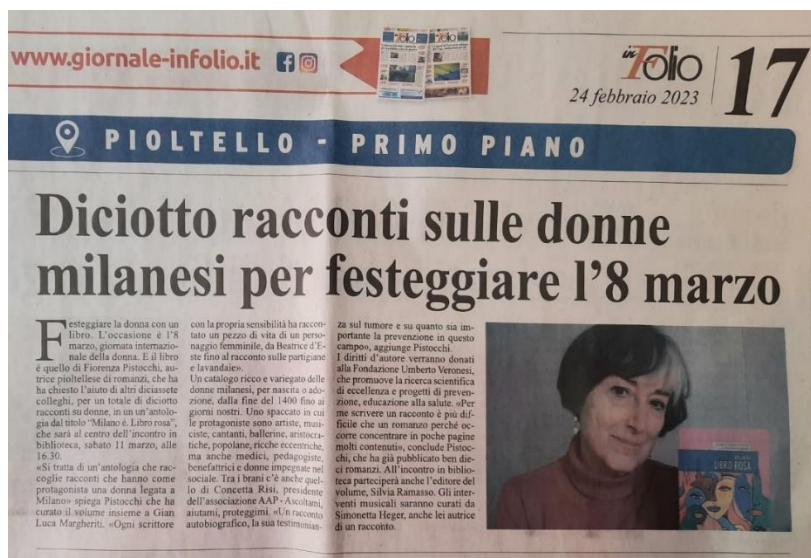 www.giornale-infolio.it
in Folio
24 febbraio 2023
17
PIOLTELLO - PRIMO PIANO
Diciotto racconti sulle donne
milanesi per festeggiare l'8 marzo
Festeggiare la donna con un
libro. L'occasione è l'8
marzo, giornata internazio-
nale della donna. E il libro
è quello di Fiorenza Pistocchi, au-
trice pioltellese di romanzi, che ha
ha chiesto l'aiuto di altri diciasette
colleghi, per un totale di diciotto
racconti su donne, in un un'antolo-
gia dal titolo "Milano è. Libro rosa",
che sarà al centro dell'incontro in
biblioteca, sabato 11 marzo, alle
16.30.
«Si tratta di un'antologia che rac-
coglie racconti che hanno come
protagonista una donna legata a
Milano» spiega Pistocchi che ha
curato il volume insieme a Gian
Luca Margheriti. «Ogni scrittore
con la propria sensibilità ha raccon-
tato un pezzo di vita di un perso-
naggio femminile, da Beatrice d'E-
ste fino al racconto sulle partigiane
e lavandaie».
Un catalogo ricco e variegato delle
donne milanesi, per nascita o ado-
zione, dalla fine del 1400 fino ai
giorni nostri. Uno spaccato in cui
le protagoniste sono artiste, musi-
ciste, cantanti, ballerine, aristocra-
tiche, popolane, ricche eccentriche,
ma anche medici, pedagogiste,
benefattrici e donne impegnate nel
sociale. Tra i brani c'è anche quel-
lo di Concetta Risi, presidente
dell'associazione AAP - Ascoltami,
aiutami, proteggimi. «Un racconto
autobiografico, la sua testimonian-
za sul tumore e su quanto sia im-
portante la prevenzione in questo
campo», aggiunge Pistocchi.
I diritti d'autore verranno donati
alla Fondazione Umberto Veronesi,
che promuove la ricerca scientifica
di eccellenza e progetti di preven-
zione, educazione alla salute. «Per
me scrivere un racconto è più dif-
ficile che un romanzo perché oc-
corre concentrare in poche pagine
molti contenuti», conclude Pistoc-
chi, che ha già pubblicato ben die-
ci romanzi. All'incontro in biblio-
teca parteciperà anche l'editore del
volume, Silvia Ramasso. Gli inter-
venti musicali saranno curati da
Simonetta Heger, anche lei autrice
di un racconto.
LIBRO ROSA